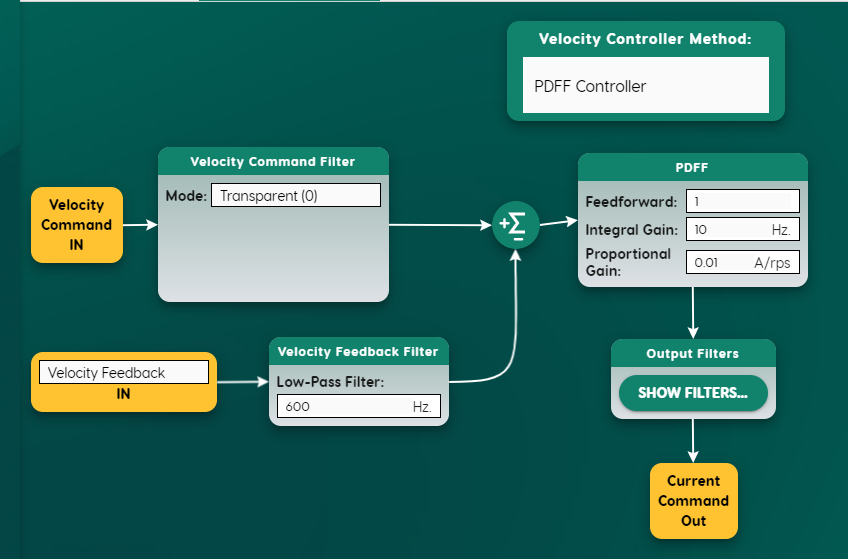 Velocity Controller Method:
PDFF Controller
Velocity Command Filter
Mode: Transparent (0)
Velocity
Command
IN
+Σ
−
PDFF
Feedforward: 1
Integral Gain: 10 Hz.
Proportional
Gain: 0.01 A/rps
Velocity Feedback
IN
Velocity Feedback Filter
Low-Pass Filter:
600 Hz.
Output Filters
SHOW FILTERS...
Current
Command
Out